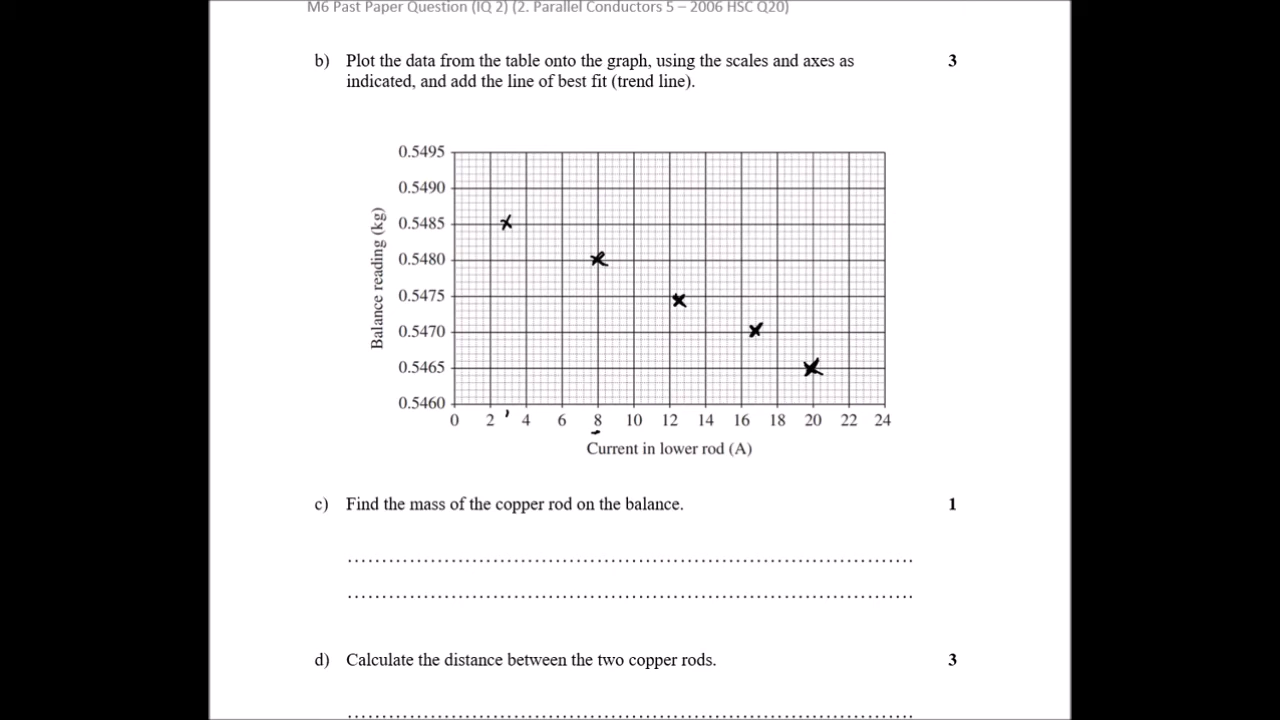 M6 Past Paper Question (IQ 2) (2. Parallel Conductors 5 – 2006 HSC Q20)
b) Plot the data from the table onto the graph, using the scales and axes as 3
indicated, and add the line of best fit (trend line).
0.5495
0.5490
0.5485
0.5480
0.5475
0.5470
0.5465
0.5460
Balance reading (kg)
0 2 4 6 8 10 12 14 16 18 20 22 24
Current in lower rod (A)
c) Find the mass of the copper rod on the balance. 1
....................................................................................
....................................................................................
d) Calculate the distance between the two copper rods. 3
....................................................................................